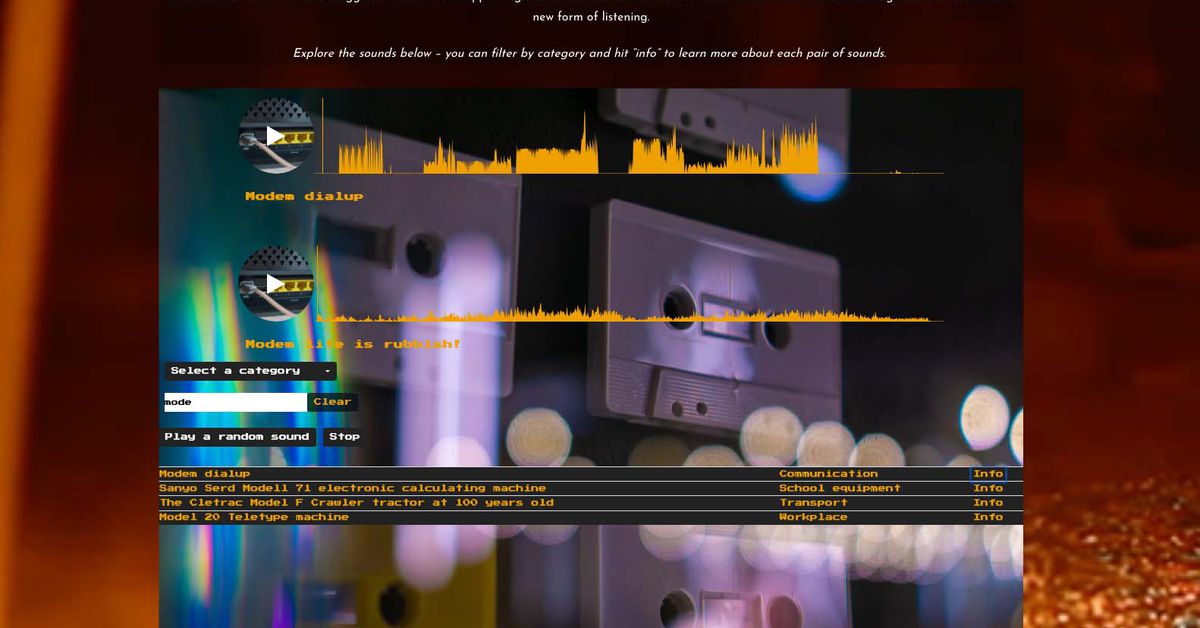 new form of listening.
Explore the sounds below – you can filter by category and hit “info” to learn more about each pair of sounds.
Modem dialup
Modem life is rubbish!
Select a category
mode Clear
Play a random sound Stop
Modem dialup Communication Info
Sanyo Serd Modell 71 electronic calculating machine School equipment Info
The Cletrac Model F Crawler tractor at 100 years old Transport Info
Model 20 Teletype machine Workplace Info